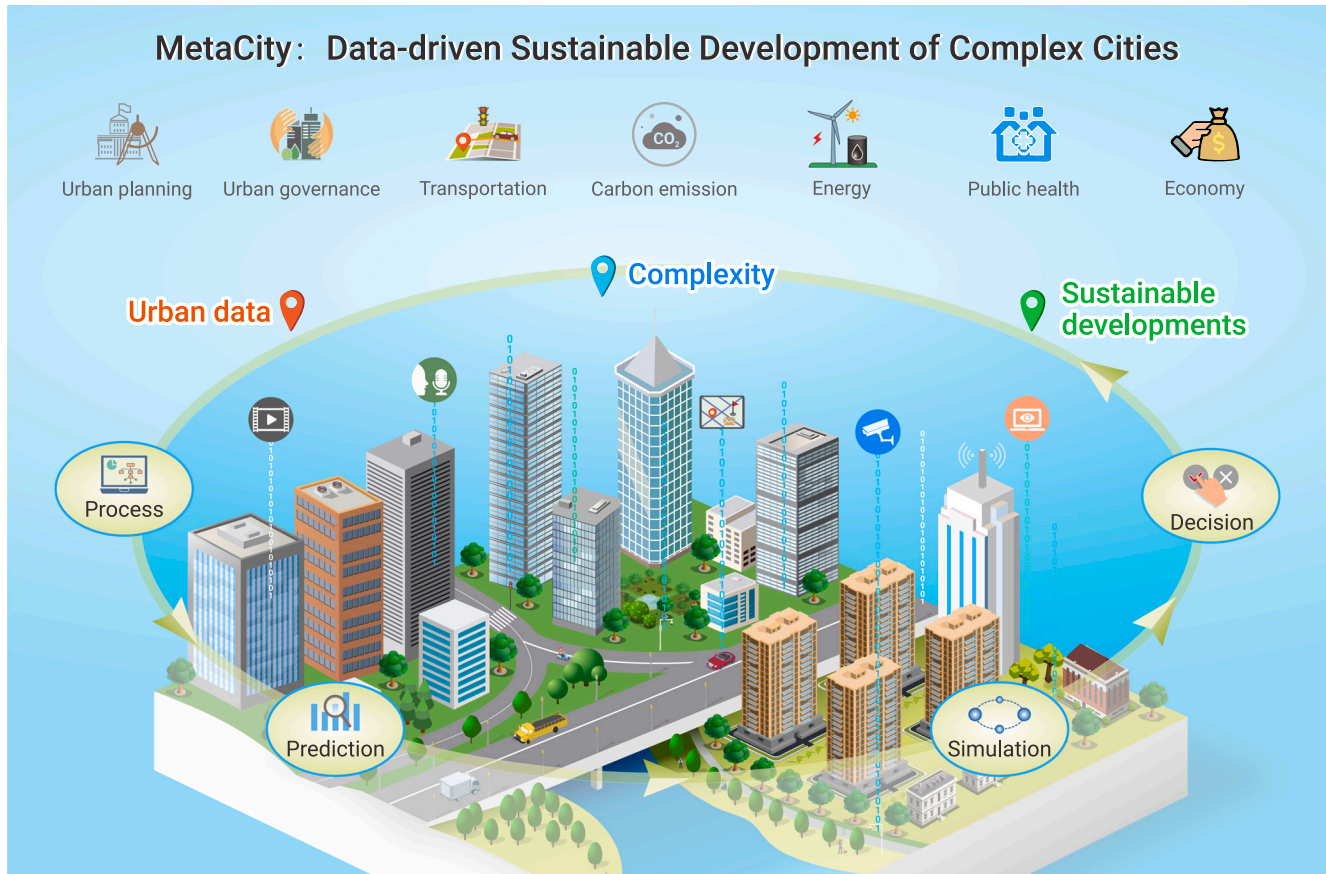 MetaCity: Data-driven Sustainable Development of Complex Cities
Urban planning
Urban governance
Transportation
CO2
Carbon emission
Energy
Public health
$
Economy
Urban data
Complexity
Sustainable
developments
Process
Decision
Prediction
Simulation